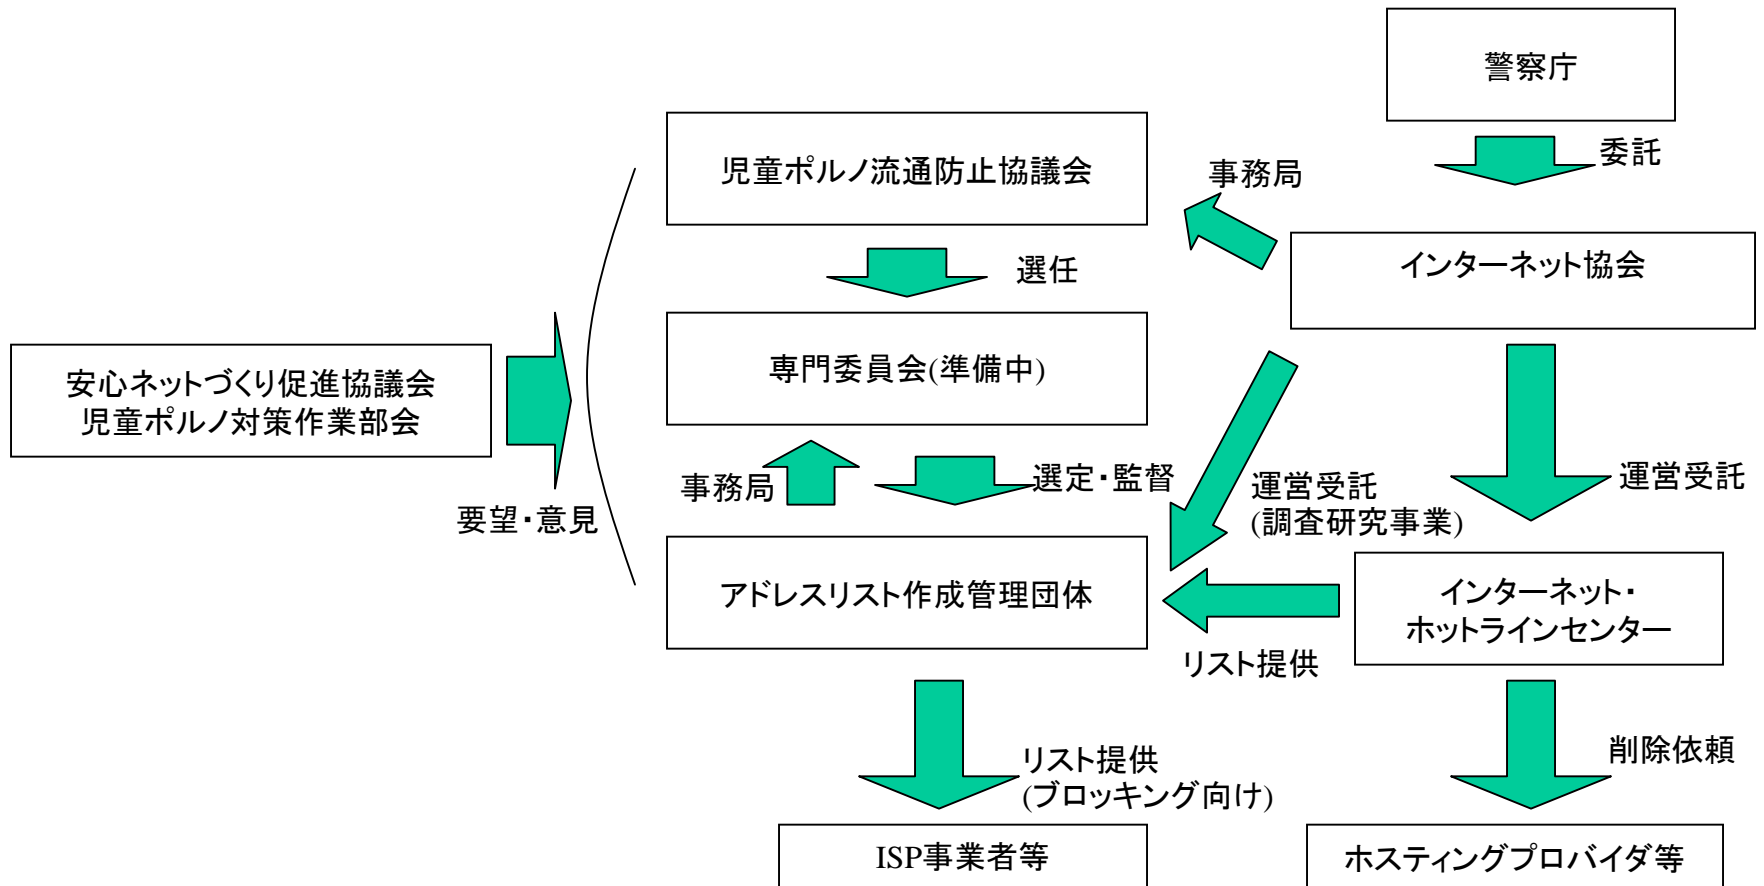 警察庁
委託
児童ポルノ流通防止協議会
事務局
インターネット協会
選任
専門委員会(準備中)
安心ネットづくり促進協議会
児童ポルノ対策作業部会
要望・意見
事務局
選定・監督
運営受託
(調査研究事業)
運営受託
アドレスリスト作成管理団体
インターネット・
ホットラインセンター
リスト提供
リスト提供
(ブロッキング向け)
削除依頼
ISP事業者等
ホスティングプロバイダ等